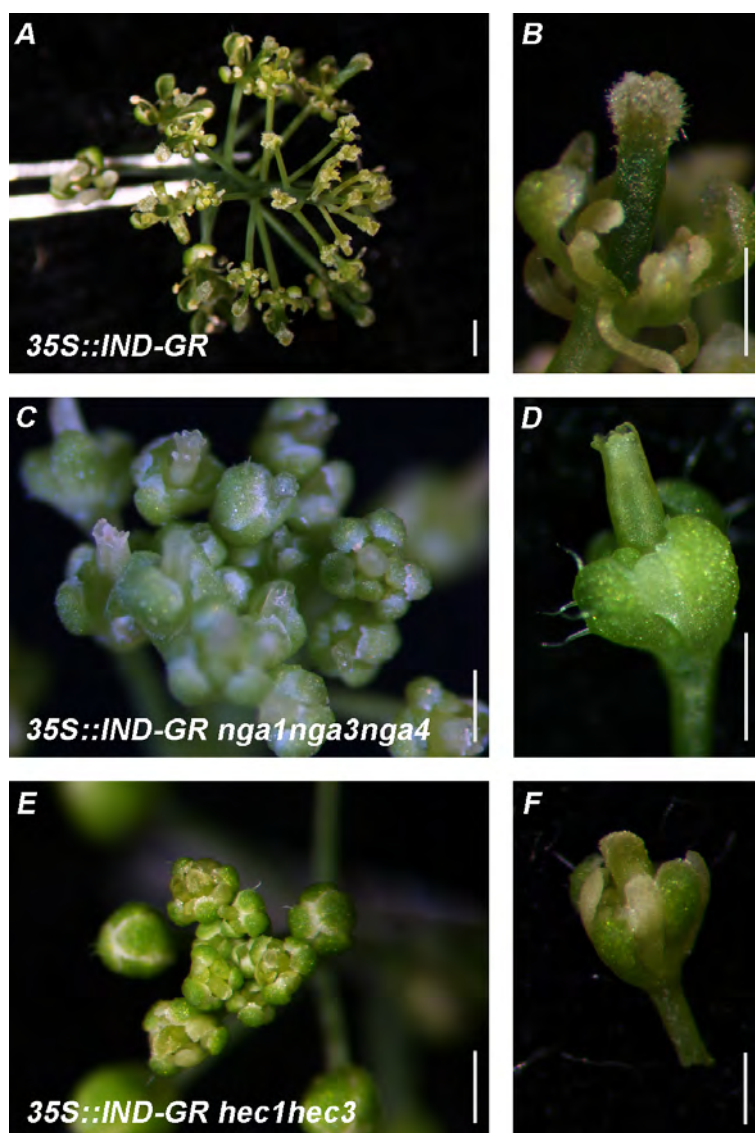 A
B
35S::IND-GR
C
D
35S::IND-GR nga1nga3nga4
E
F
35S::IND-GR hec1hec3